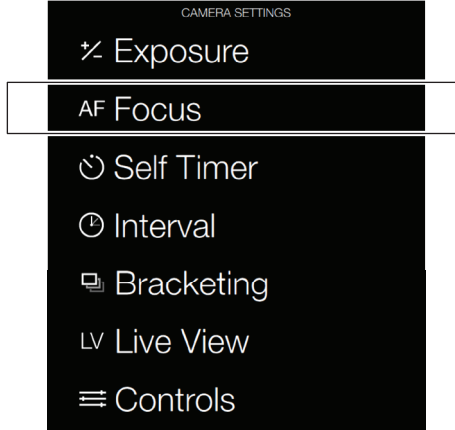 CAMERA SETTINGS
+/- Exposure
AF Focus
Self Timer
Interval
Bracketing
LV Live View
Controls